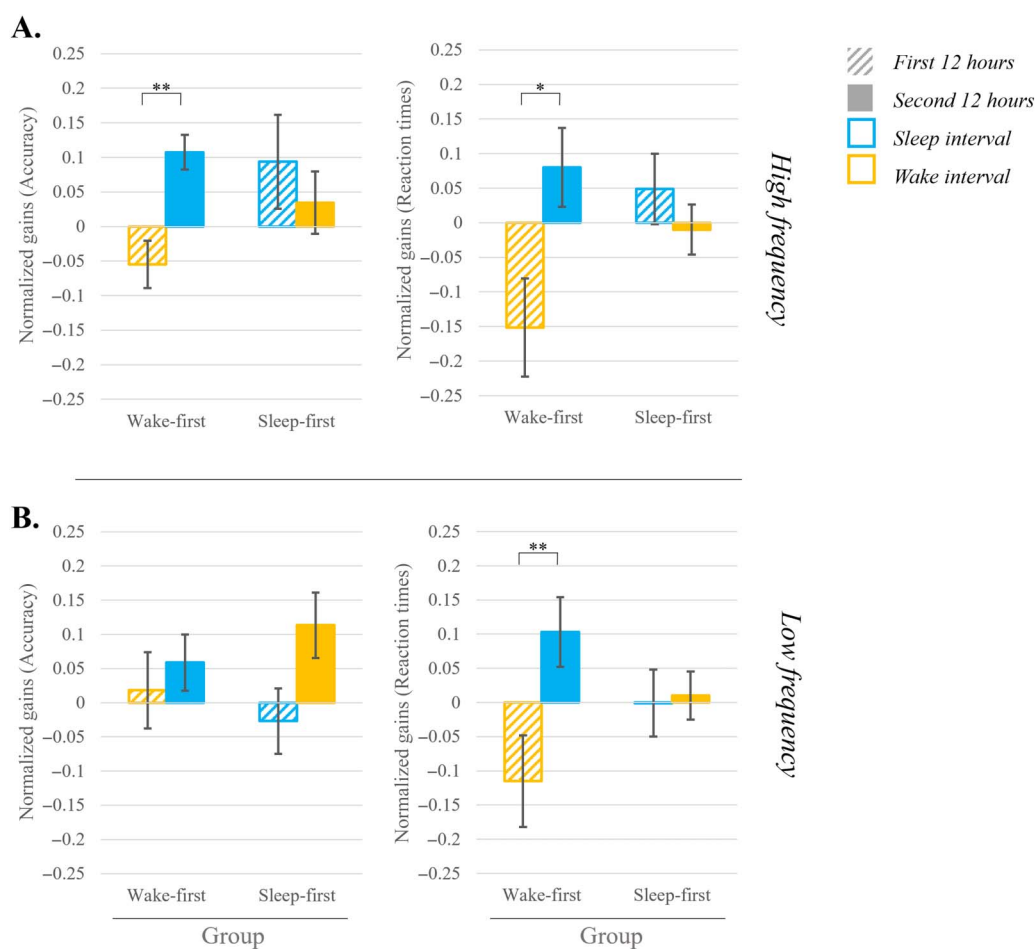 A.
Normalized gains (Accuracy)
0.25
0.2
0.15
0.1
0.05
0
−0.05
−0.1
−0.15
−0.2
−0.25
**
Wake-first
Sleep-first
Normalized gains (Reaction times)
0.25
0.2
0.15
0.1
0.05
0
−0.05
−0.1
−0.15
−0.2
−0.25
*
Wake-first
Sleep-first
First 12 hours
Second 12 hours
Sleep interval
Wake interval
High frequency
B.
Normalized gains (Accuracy)
0.25
0.2
0.15
0.1
0.05
0
−0.05
−0.1
−0.15
−0.2
−0.25
Wake-first
Sleep-first
Group
Normalized gains (Reaction times)
0.25
0.2
0.15
0.1
0.05
0
−0.05
−0.1
−0.15
−0.2
−0.25
**
Wake-first
Sleep-first
Group
Low frequency